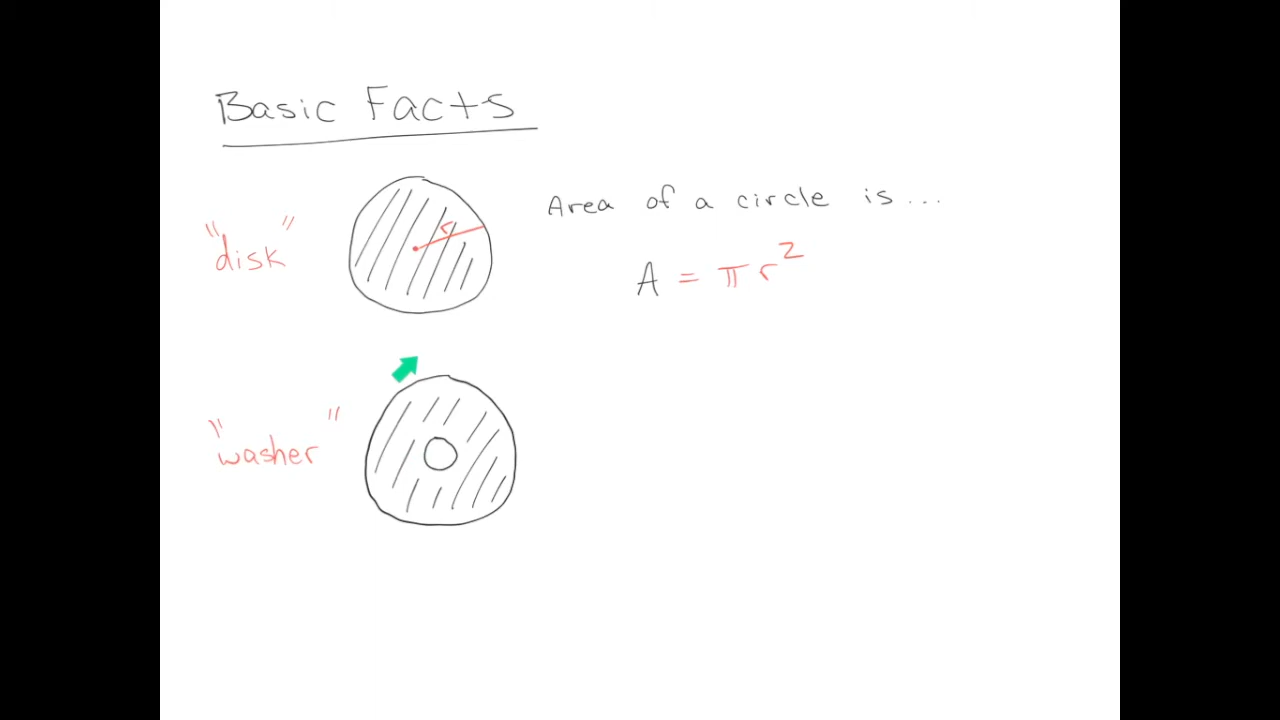 Basic Facts
"disk"
r
Area of a circle is...
A = πr²
"washer"